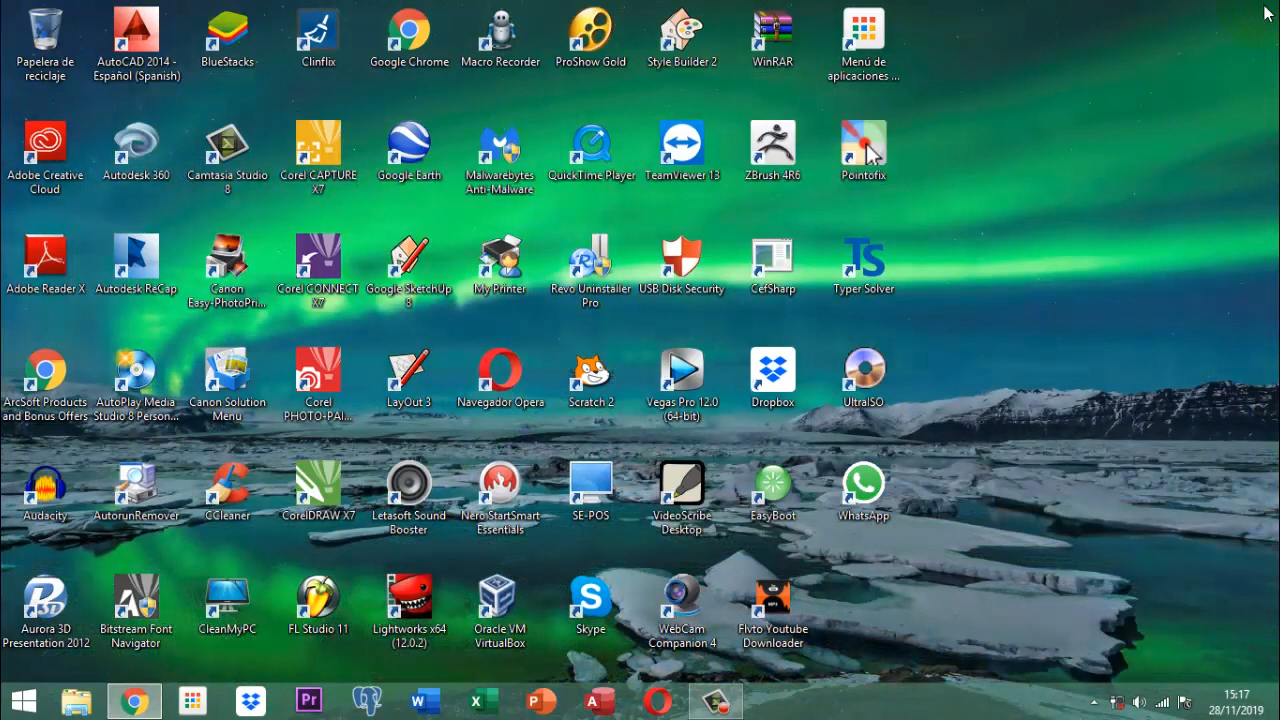 Papelera de
reciclaje
AutoCAD 2014 -
Español (Spanish)
BlueStacks
Clinflix
Google Chrome
Macro Recorder
ProShow Gold
Style Builder 2
WinRAR
Menú de
aplicaciones ...
Adobe Creative
Cloud
Autodesk 360
Camtasia Studio
8
Corel CAPTURE
X7
Google Earth
Malwarebytes
Anti-Malware
QuickTime Player
TeamViewer 13
ZBrush 4R6
Pointofix
Adobe Reader X
Autodesk ReCap
Canon
Easy-PhotoPri...
Corel CONNECT
X7
Google SketchUp
8
My Printer
Revo Uninstaller
Pro
USB Disk Security
CefSharp
TS
Typer Solver
ArcSoft Products
and Bonus Offers
AutoPlay Media
Studio 8 Person...
Canon Solution
Menu
Corel
PHOTO-PAI...
LayOut 3
Navegador Opera
Scratch 2
Vegas Pro 12.0
(64-bit)
Dropbox
UltraISO
Audacity
AutorunRemover
CCleaner
CorelDRAW X7
Letasoft Sound
Booster
Nero StartSmart
Essentials
SE-POS
VideoScribe
Desktop
EasyBoot
WhatsApp
Aurora 3D
Presentation 2012
Bitstream Font
Navigator
CleanMyPC
FL Studio 11
Lightworks x64
(12.0.2)
Oracle VM
VirtualBox
Skype
WebCam
Companion 4
Flvto Youtube
Downloader
Pr
15:17
28/11/2019